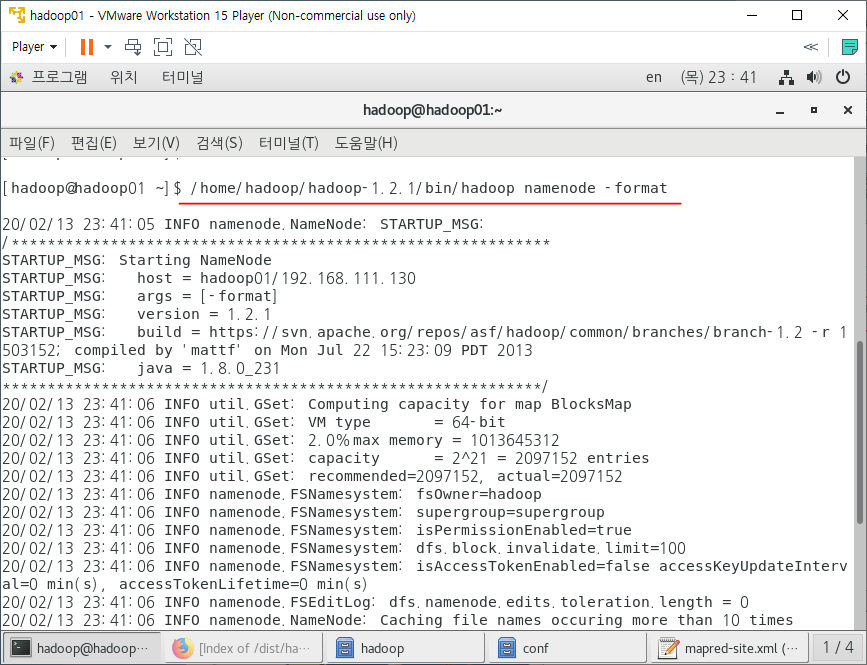 hadoop01 - VMware Workstation 15 Player (Non-commercial use only)
Player
프로그램 위치 터미널 en (목) 23 : 41
hadoop@hadoop01:~
파일(F) 편집(E) 보기(V) 검색(S) 터미널(T) 도움말(H)
[hadoop@hadoop01 ~]$ /home/hadoop/hadoop-1.2.1/bin/hadoop namenode -format
20/02/13 23:41:05 INFO namenode.NameNode: STARTUP_MSG:
/************************************************************
STARTUP_MSG: Starting NameNode
STARTUP_MSG:   host = hadoop01/192.168.111.130
STARTUP_MSG:   args = [-format]
STARTUP_MSG:   version = 1.2.1
STARTUP_MSG:   build = https://svn.apache.org/repos/asf/hadoop/common/branches/branch-1.2 -r 1
503152; compiled by 'mattf' on Mon Jul 22 15:23:09 PDT 2013
STARTUP_MSG:   java = 1.8.0_231
************************************************************/
20/02/13 23:41:06 INFO util.GSet: Computing capacity for map BlocksMap
20/02/13 23:41:06 INFO util.GSet: VM type       = 64-bit
20/02/13 23:41:06 INFO util.GSet: 2.0% max memory = 1013645312
20/02/13 23:41:06 INFO util.GSet: capacity      = 2^21 = 2097152 entries
20/02/13 23:41:06 INFO util.GSet: recommended=2097152, actual=2097152
20/02/13 23:41:06 INFO namenode.FSNamesystem: fsOwner=hadoop
20/02/13 23:41:06 INFO namenode.FSNamesystem: supergroup=supergroup
20/02/13 23:41:06 INFO namenode.FSNamesystem: isPermissionEnabled=true
20/02/13 23:41:06 INFO namenode.FSNamesystem: dfs.block.invalidate.limit=100
20/02/13 23:41:06 INFO namenode.FSNamesystem: isAccessTokenEnabled=false accessKeyUpdateInterv
al=0 min(s), accessTokenLifetime=0 min(s)
20/02/13 23:41:06 INFO namenode.FSEditLog: dfs.namenode.edits.toleration.length = 0
20/02/13 23:41:06 INFO namenode.NameNode: Caching file names occuring more than 10 times
hadoop@hadoop… [Index of /dist/ha… hadoop conf mapred-site.xml (… 1 / 4